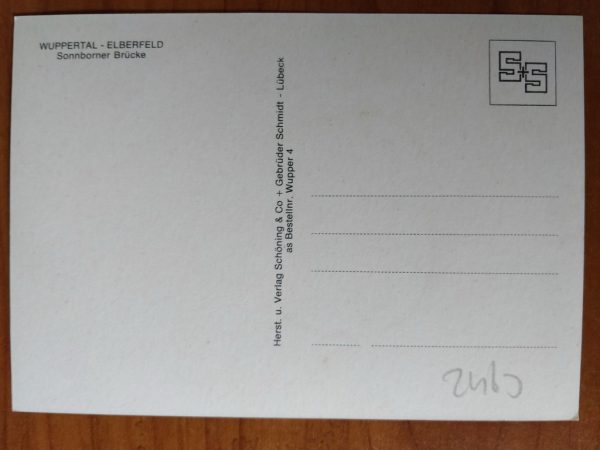 WUPPERTAL - ELBERFELD
Sonnborner Brücke
Herst. u. Verlag Schöning & Co + Gebrüder Schmidt - Lübeck
as Bestellnr. Wupper 4
S+S